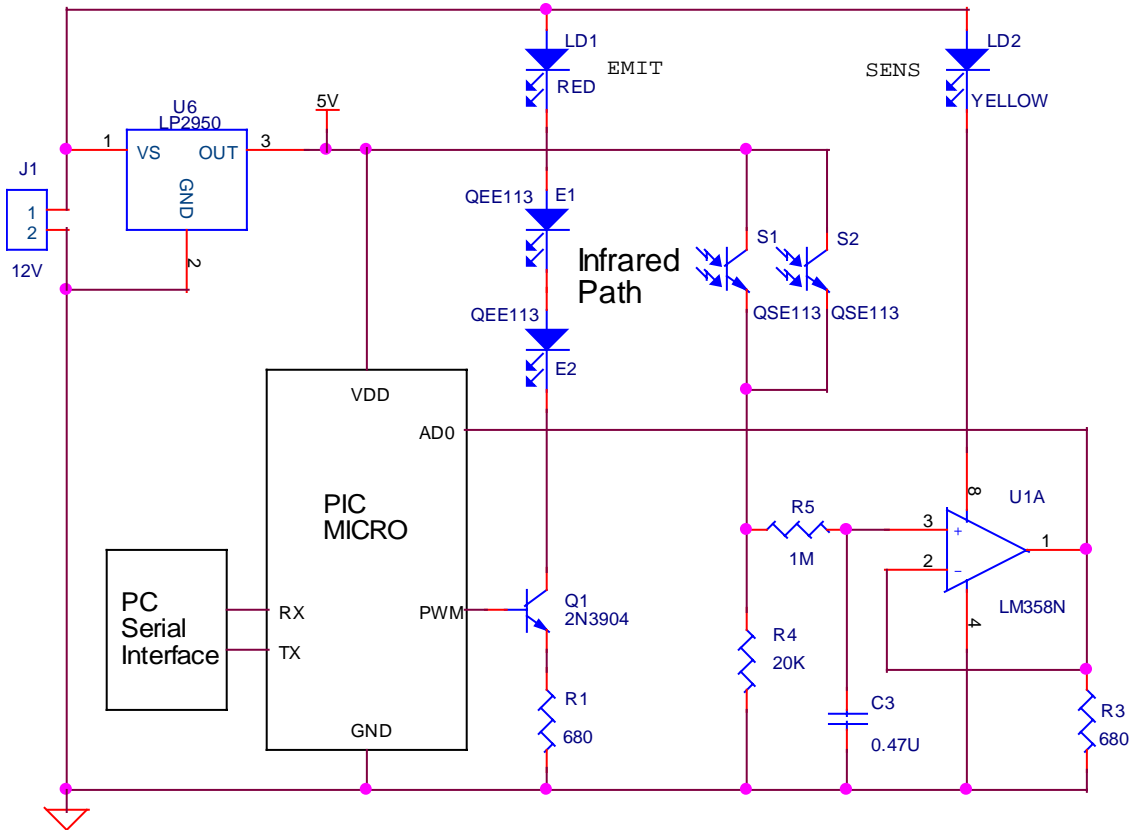 LD1
EMIT
RED
LD2
SENS
YELLOW
5V
U6
LP2950
1
VS
OUT
3
GND
2
J1
1
2
12V
QEE113
E1
Infrared
Path
QEE113
E2
S1
S2
QSE113
QSE113
VDD
AD0
PIC
MICRO
RX
TX
PWM
GND
PC
Serial
Interface
Q1
2N3904
R1
680
R5
1M
R4
20K
C3
0.47U
8
U1A
3
+
1
2
−
LM358N
4
R3
680